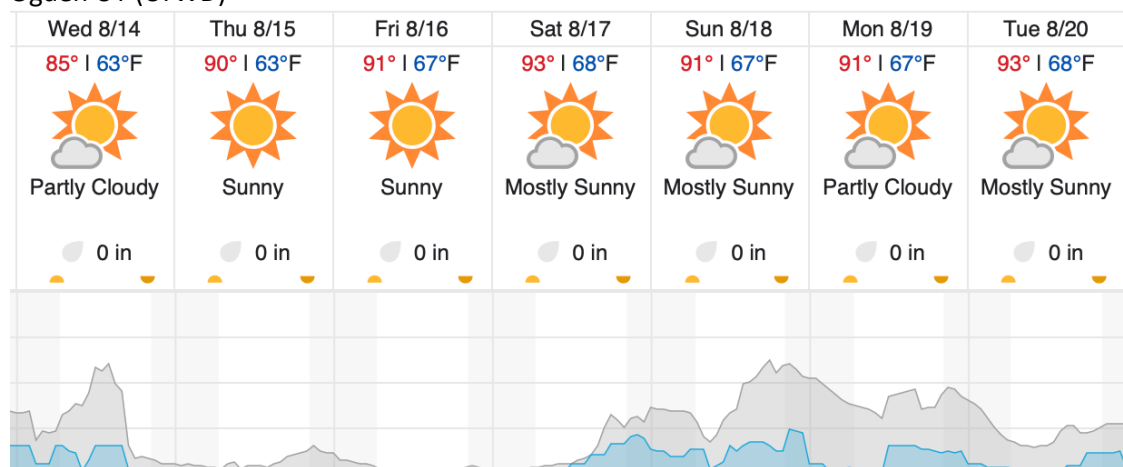 Wed 8/14 Thu 8/15 Fri 8/16 Sat 8/17 Sun 8/18 Mon 8/19 Tue 8/20
85° | 63°F 90° | 63°F 91° | 67°F 93° | 68°F 91° | 67°F 91° | 67°F 93° | 68°F
Partly Cloudy Sunny Sunny Mostly Sunny Mostly Sunny Partly Cloudy Mostly Sunny
0 in 0 in 0 in 0 in 0 in 0 in 0 in